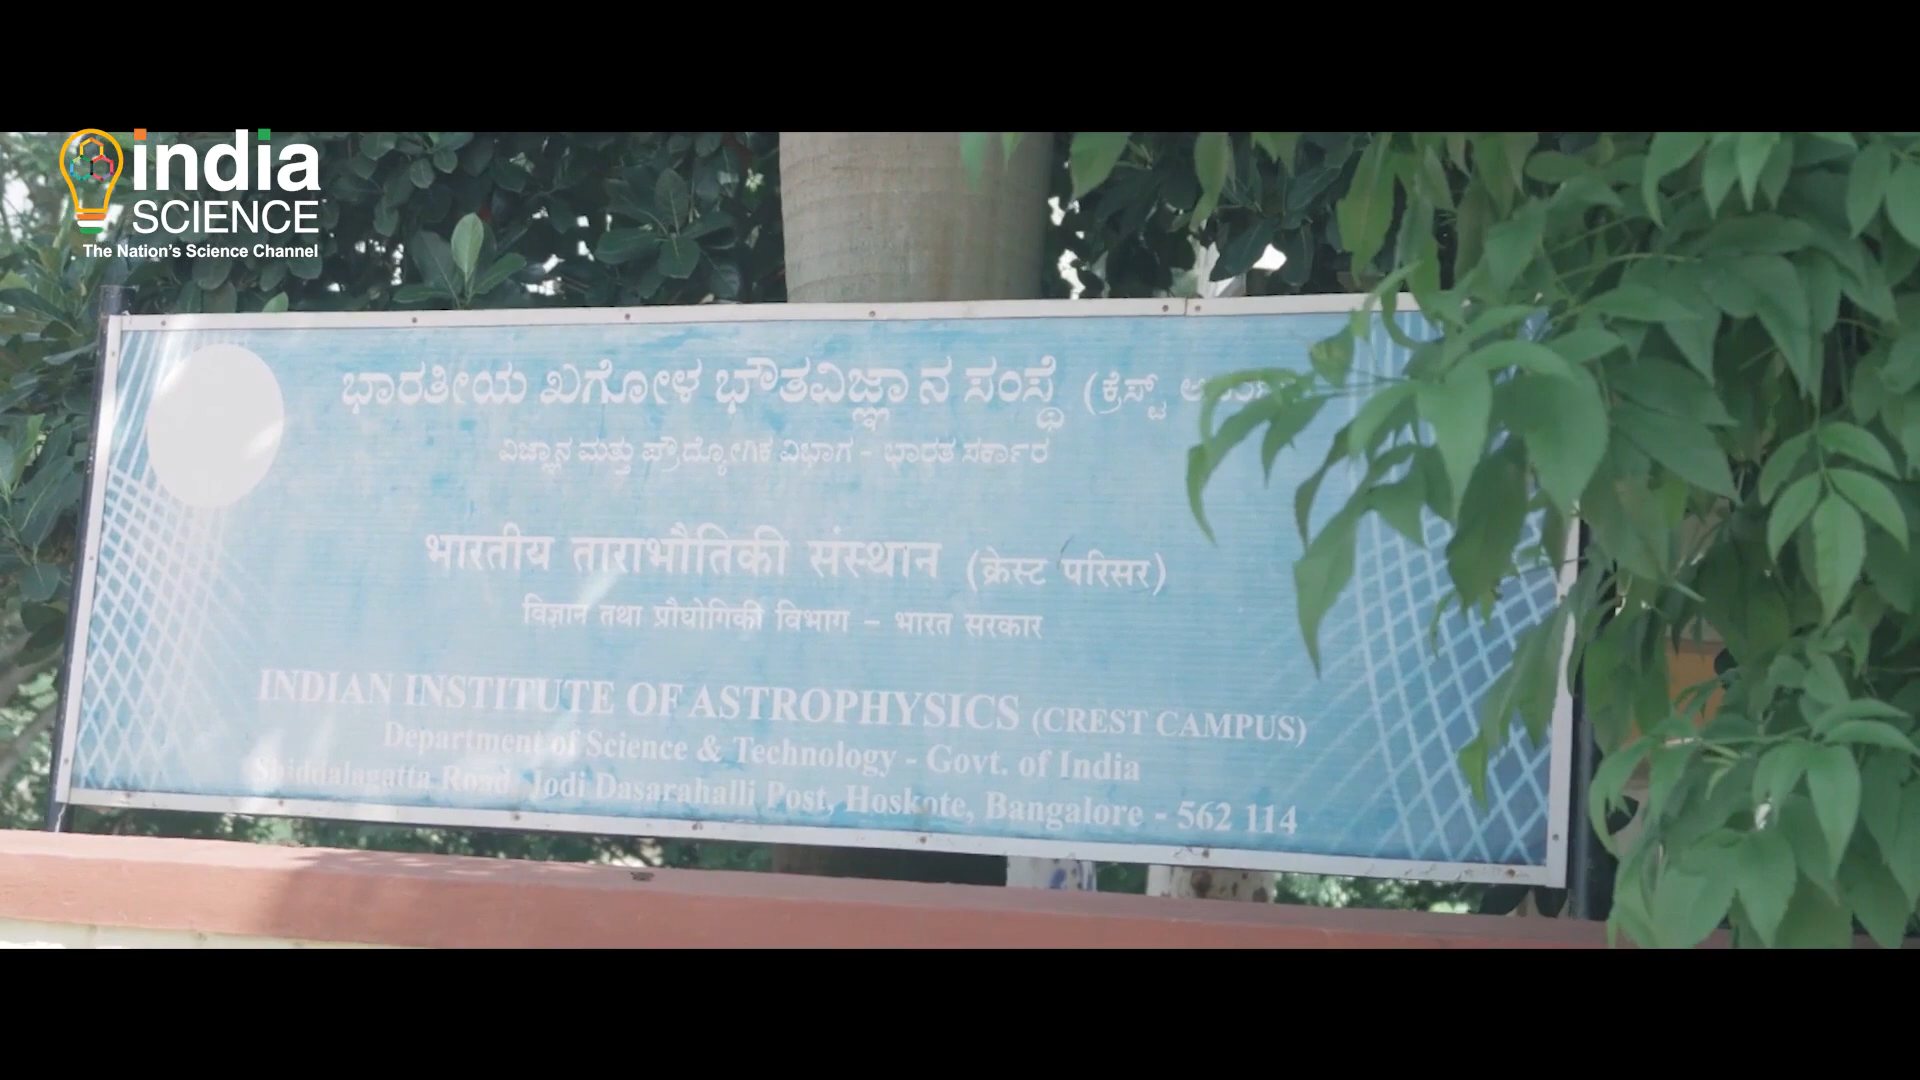 india
SCIENCE
The Nation's Science Channel
ಭಾರತೀಯ ಖಗೋಳ ಭೌತವಿಜ್ಞಾನ ಸಂಸ್ಥೆ (ಕ್ರೆಸ್ಟ್
ವಿಜ್ಞಾನ ಮತ್ತು ಪ್ರೌದ್ಯೋಗಿಕ ವಿಭಾಗ - ಭಾರತ ಸರ್ಕಾರ
भारतीय ताराभौतिकी संस्थान (क्रेस्ट परिसर)
विज्ञान तथा प्रौघोगिकी विभाग - भारत सरकार
INDIAN INSTITUTE OF ASTROPHYSICS (CREST CAMPUS)
Department of Science & Technology - Govt. of India
Shiddalagatta Road, Jodi Dasarahalli Post, Hoskote, Bangalore - 562 114